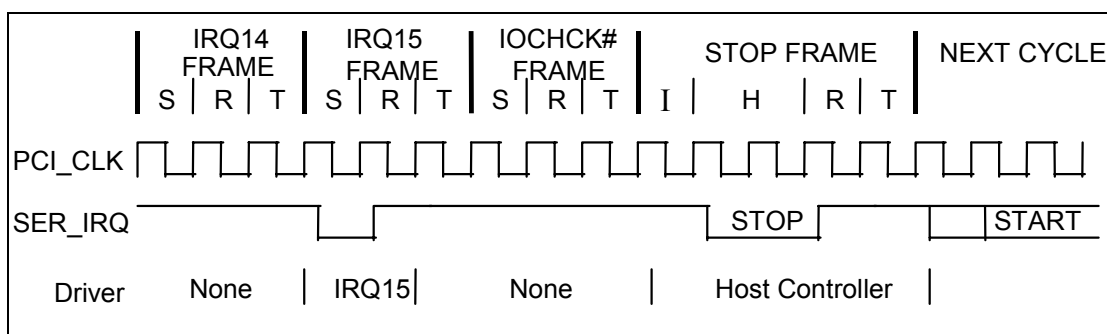 IRQ14 FRAME IRQ15 FRAME IOCHCK# FRAME STOP FRAME NEXT CYCLE
S R T S R T S R T I H R T
PCI_CLK
SER_IRQ STOP START
Driver None IRQ15 None Host Controller